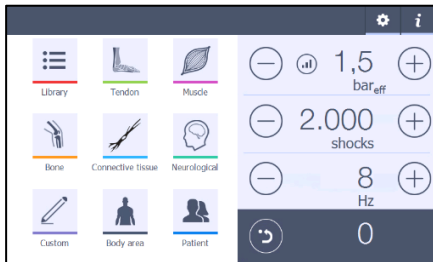 i
Library Tendon Muscle
Bone Connective tissue Neurological
Custom Body area Patient
1,5
bar eff
2.000
shocks
8
Hz
0